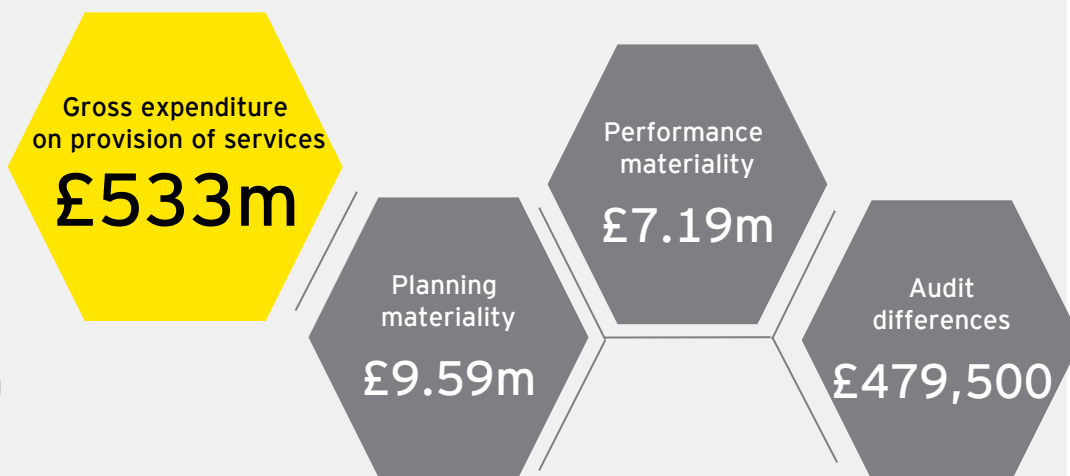 Gross expenditure
on provision of services
£533m
Planning
materiality
£9.59m
Performance
materiality
£7.19m
Audit
differences
£479,500